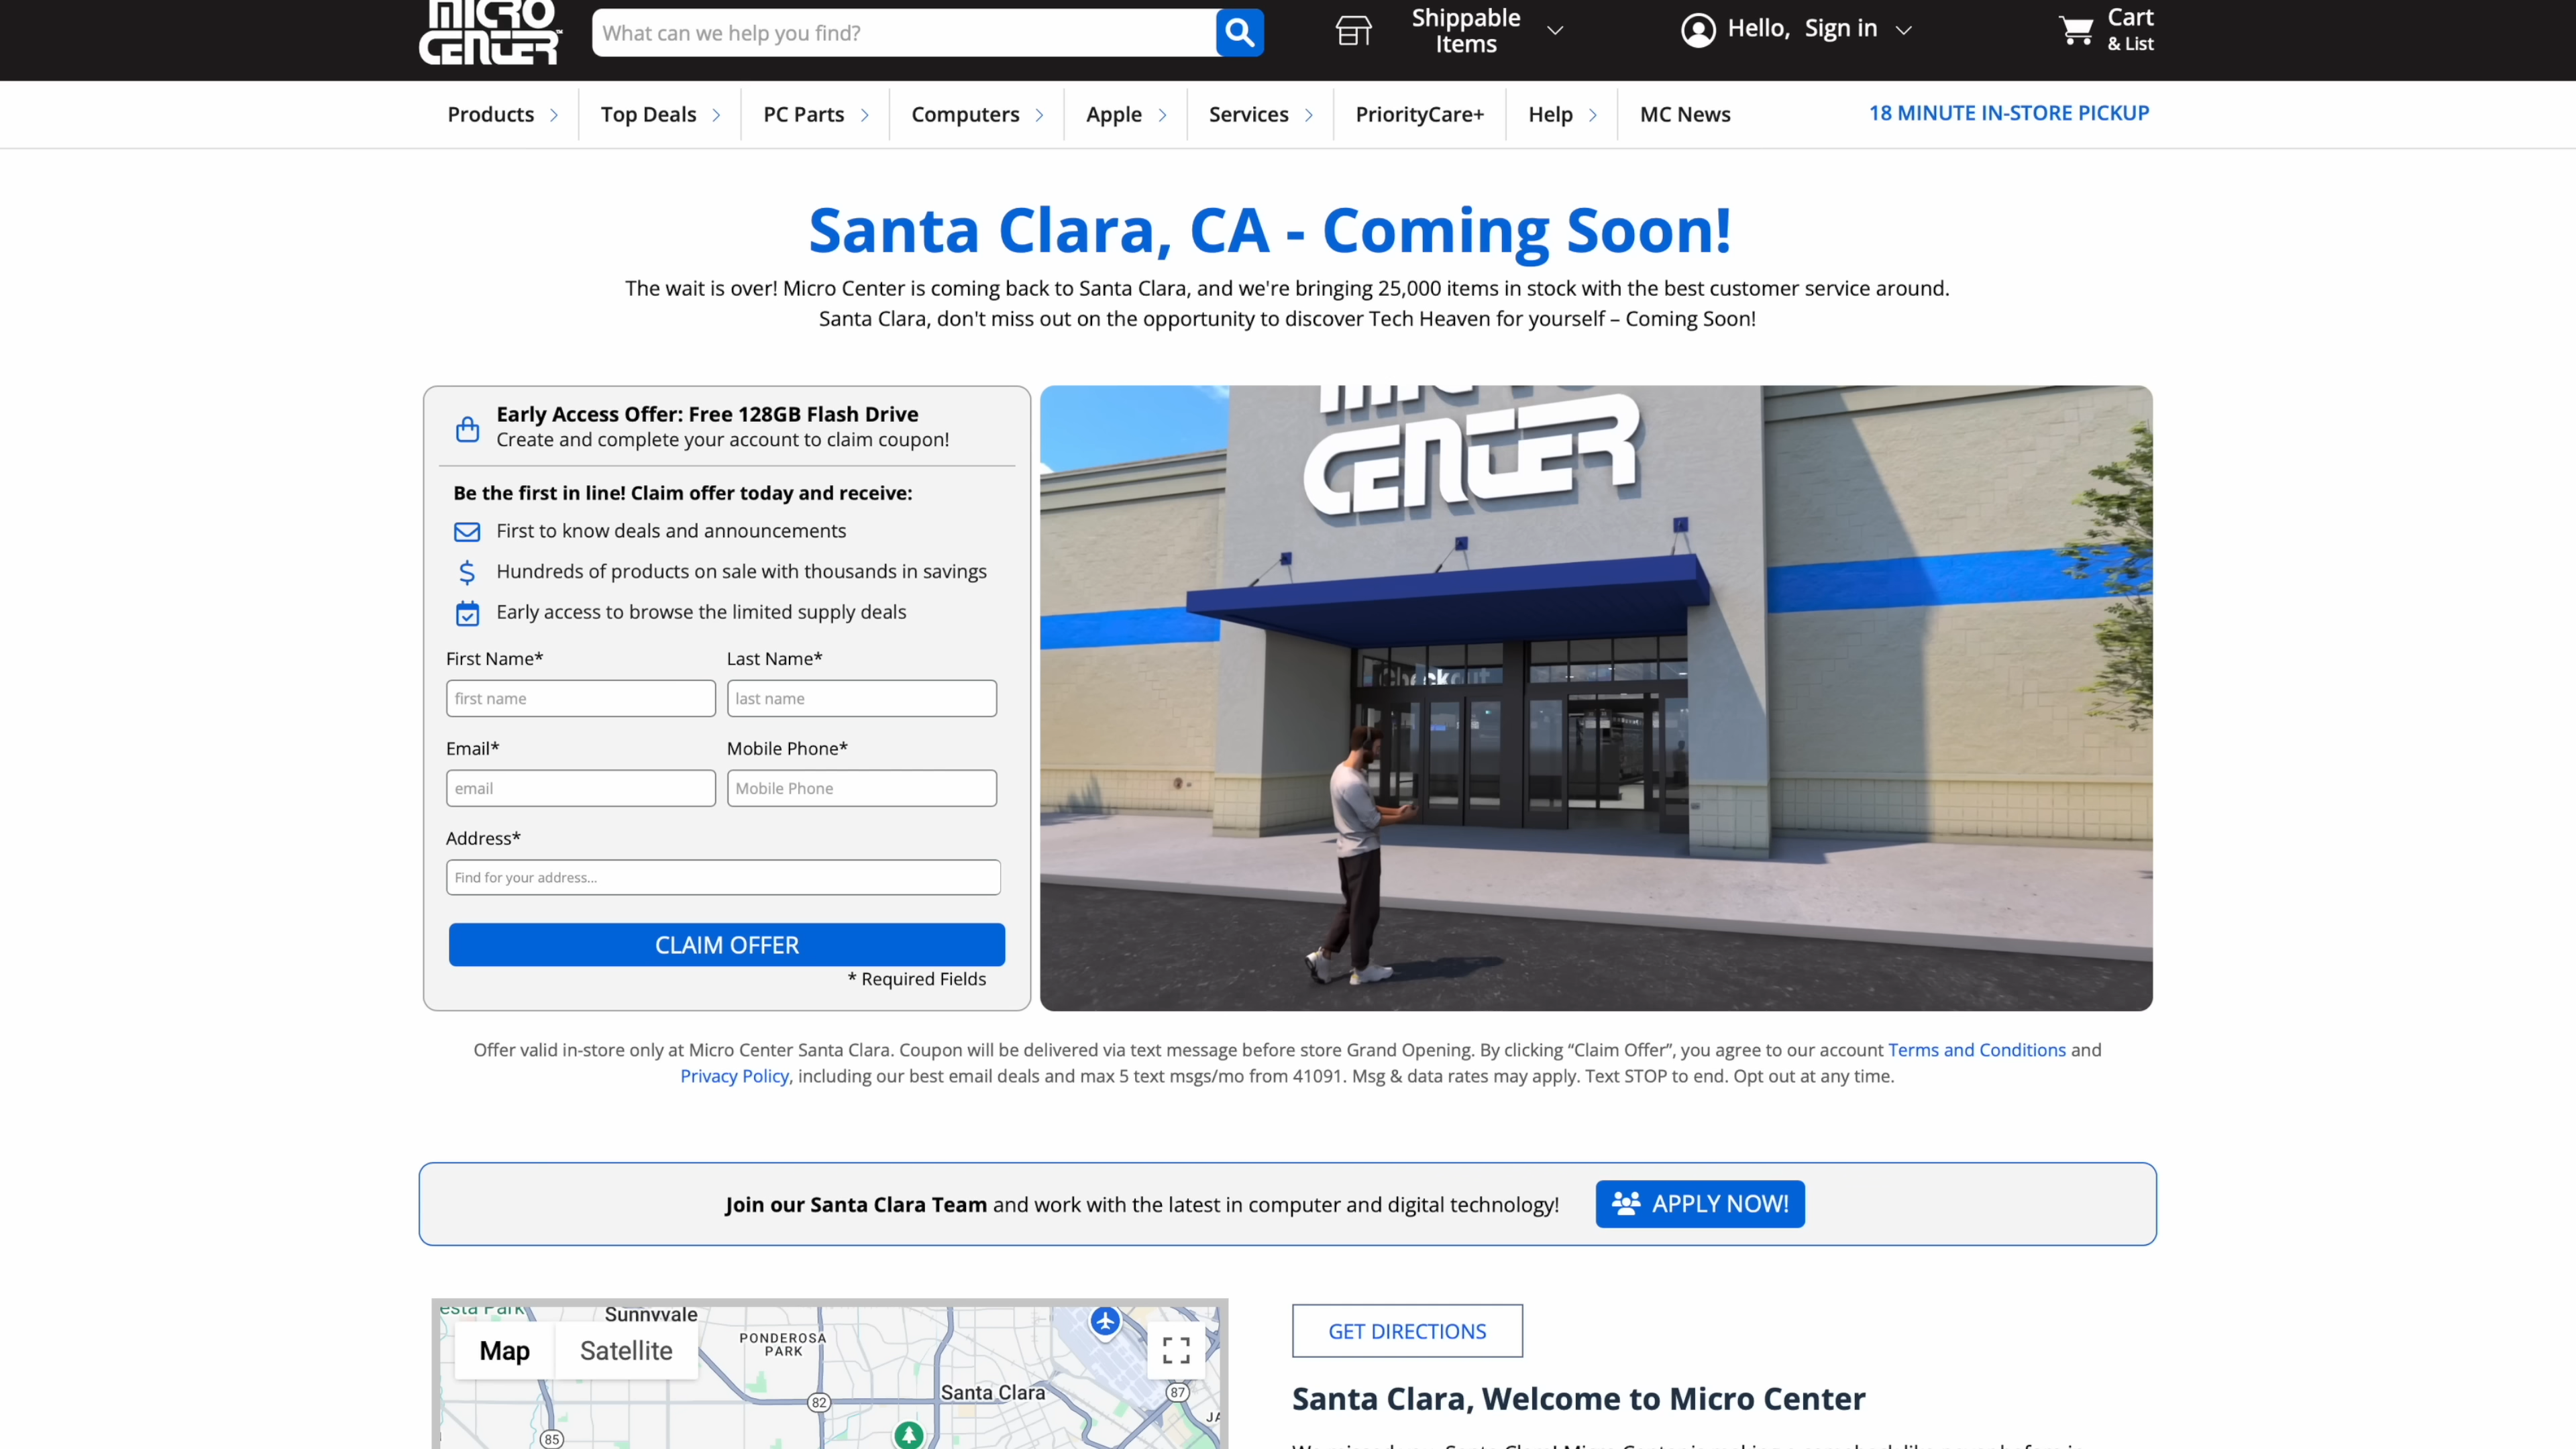 MICRO
CENTER
What can we help you find?
Shippable
Items
Hello, Sign in
Cart
& List
Products
Top Deals
PC Parts
Computers
Apple
Services
PriorityCare+
Help
MC News
18 MINUTE IN-STORE PICKUP
Santa Clara, CA - Coming Soon!
The wait is over! Micro Center is coming back to Santa Clara, and we're bringing 25,000 items in stock with the best customer service around.
Santa Clara, don't miss out on the opportunity to discover Tech Heaven for yourself – Coming Soon!
Early Access Offer: Free 128GB Flash Drive
Create and complete your account to claim coupon!
Be the first in line! Claim offer today and receive:
First to know deals and announcements
Hundreds of products on sale with thousands in savings
Early access to browse the limited supply deals
First Name*
Last Name*
first name
last name
Email*
Mobile Phone*
email
Mobile Phone
Address*
Find for your address...
CLAIM OFFER
* Required Fields
MICRO
CENTER
Checkout
Offer valid in-store only at Micro Center Santa Clara. Coupon will be delivered via text message before store Grand Opening. By clicking “Claim Offer”, you agree to our account Terms and Conditions and
Privacy Policy, including our best email deals and max 5 text msgs/mo from 41091. Msg & data rates may apply. Text STOP to end. Opt out at any time.
Join our Santa Clara Team and work with the latest in computer and digital technology!
APPLY NOW!
esta Park
Sunnyvale
Map
Satellite
PONDEROSA
PARK
Santa Clara
82
87
85
GET DIRECTIONS
Santa Clara, Welcome to Micro Center